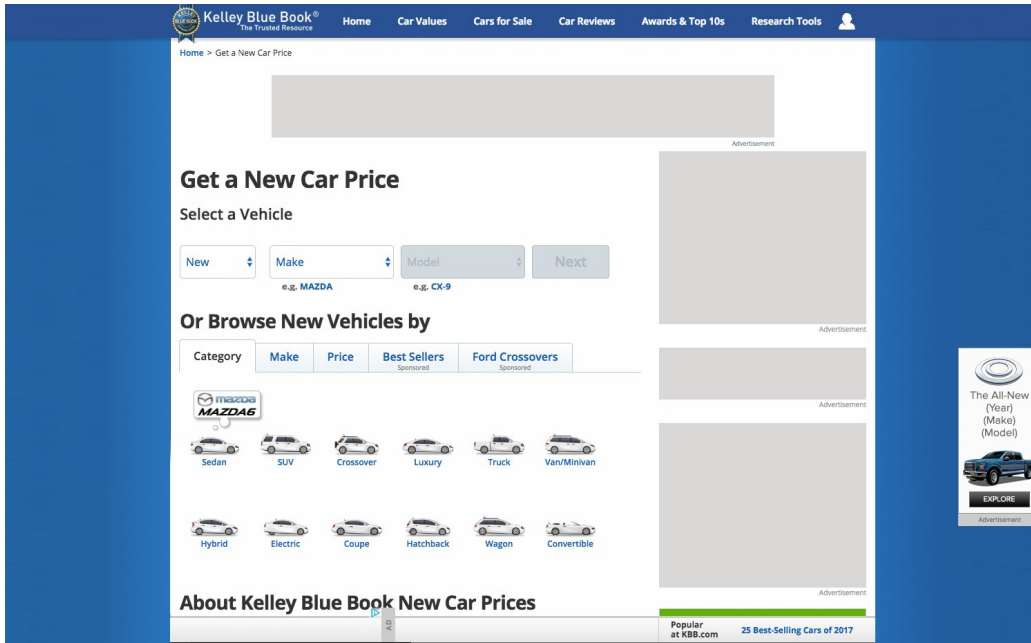 Kelley Blue Book®
The Trusted Resource
Home
Car Values
Cars for Sale
Car Reviews
Awards & Top 10s
Research Tools
Home > Get a New Car Price
Advertisement
Get a New Car Price
Select a Vehicle
New
Make
Model
Next
e.g. MAZDA
e.g. CX-9
Advertisement
Or Browse New Vehicles by
Category
Make
Price
Best Sellers
Sponsored
Ford Crossovers
Sponsored
Advertisement
mazda
MAZDA6
Sedan
SUV
Crossover
Luxury
Truck
Van/Minivan
Hybrid
Electric
Coupe
Hatchback
Wagon
Convertible
The All-New
(Year)
(Make)
(Model)
EXPLORE
Advertisement
Advertisement
About Kelley Blue Book New Car Prices
AD
Popular
at KBB.com
25 Best-Selling Cars of 2017